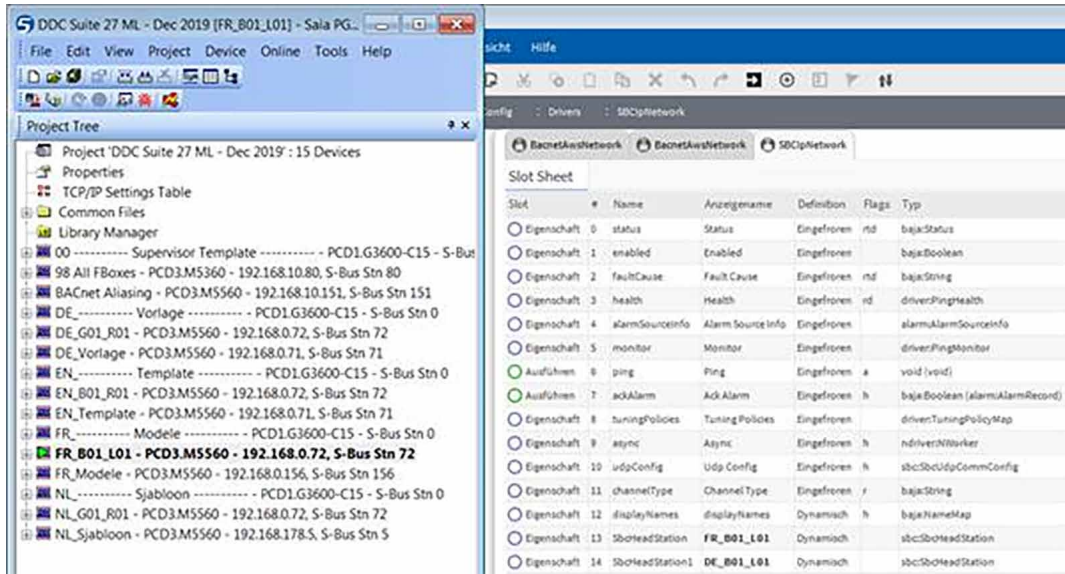 DDC Suite 27 ML - Dec 2019 [FR_B01_L01] - Saia PG...
File Edit View Project Device Online Tools Help
Project Tree
Project 'DDC Suite 27 ML - Dec 2019' : 15 Devices
Properties
TCP/IP Settings Table
Common Files
Library Manager
00 ---------- Supervisor Template ---------- - PCD1.G3600-C15 - S-Bus
98 All FBoxes - PCD3.M5360 - 192.168.10.80, S-Bus Stn 80
BACnet Aliasing - PCD3.M5560 - 192.168.10.151, S-Bus Stn 151
DE_---------- Vorlage ---------- - PCD1.G3600-C15 - S-Bus Stn 0
DE_G01_R01 - PCD3.M5560 - 192.168.0.72, S-Bus Stn 72
DE_Vorlage - PCD3.M5560 - 192.168.0.71, S-Bus Stn 71
EN_---------- Template ---------- - PCD1.G3600-C15 - S-Bus Stn 0
EN_B01_R01 - PCD3.M5560 - 192.168.0.72, S-Bus Stn 72
EN_Template - PCD3.M5560 - 192.168.0.71, S-Bus Stn 71
FR_---------- Modele ---------- - PCD1.G3600-C15 - S-Bus Stn 0
FR_B01_L01 - PCD3.M5560 - 192.168.0.72, S-Bus Stn 72
FR_Modele - PCD3.M5560 - 192.168.0.156, S-Bus Stn 156
NL_---------- Sjabloon ---------- - PCD1.G3600-C15 - S-Bus Stn 0
NL_G01_R01 - PCD3.M5560 - 192.168.0.72, S-Bus Stn 72
NL_Sjabloon - PCD3.M5560 - 192.168.178.5, S-Bus Stn 5
sicht Hilfe
onfig : Drivers : SBCIpNetwork
BacnetAwsNetwork BacnetAwsNetwork SBCIpNetwork
Slot Sheet
Slot # Name Anzeigename Definition Flags Typ
Eigenschaft 0 status Status Eingefroren rtd baja:Status
Eigenschaft 1 enabled Enabled Eingefroren baja:Boolean
Eigenschaft 2 faultCause Fault Cause Eingefroren rtd baja:String
Eigenschaft 3 health Health Eingefroren rd driver:PingHealth
Eigenschaft 4 alarmSourceInfo Alarm Source Info Eingefroren alarm:AlarmSourceInfo
Eigenschaft 5 monitor Monitor Eingefroren driver:PingMonitor
Ausführen 6 ping Ping Eingefroren a void (void)
Ausführen 7 ackAlarm Ack Alarm Eingefroren h baja:Boolean (alarm:AlarmRecord)
Eigenschaft 8 tuningPolicies Tuning Policies Eingefroren driver:TuningPolicyMap
Eigenschaft 9 async Async Eingefroren h ndriver:NWorker
Eigenschaft 10 udpConfig Udp Config Eingefroren h sbc:SbcUdpCommConfig
Eigenschaft 11 channelType Channel Type Eingefroren r baja:String
Eigenschaft 12 displayNames displayNames Dynamisch h baja:NameMap
Eigenschaft 13 SbcHeadStation FR_B01_L01 Dynamisch sbc:SbcHeadStation
Eigenschaft 14 SbcHeadStation1 DE_B01_L01 Dynamisch sbc:SbcHeadStation